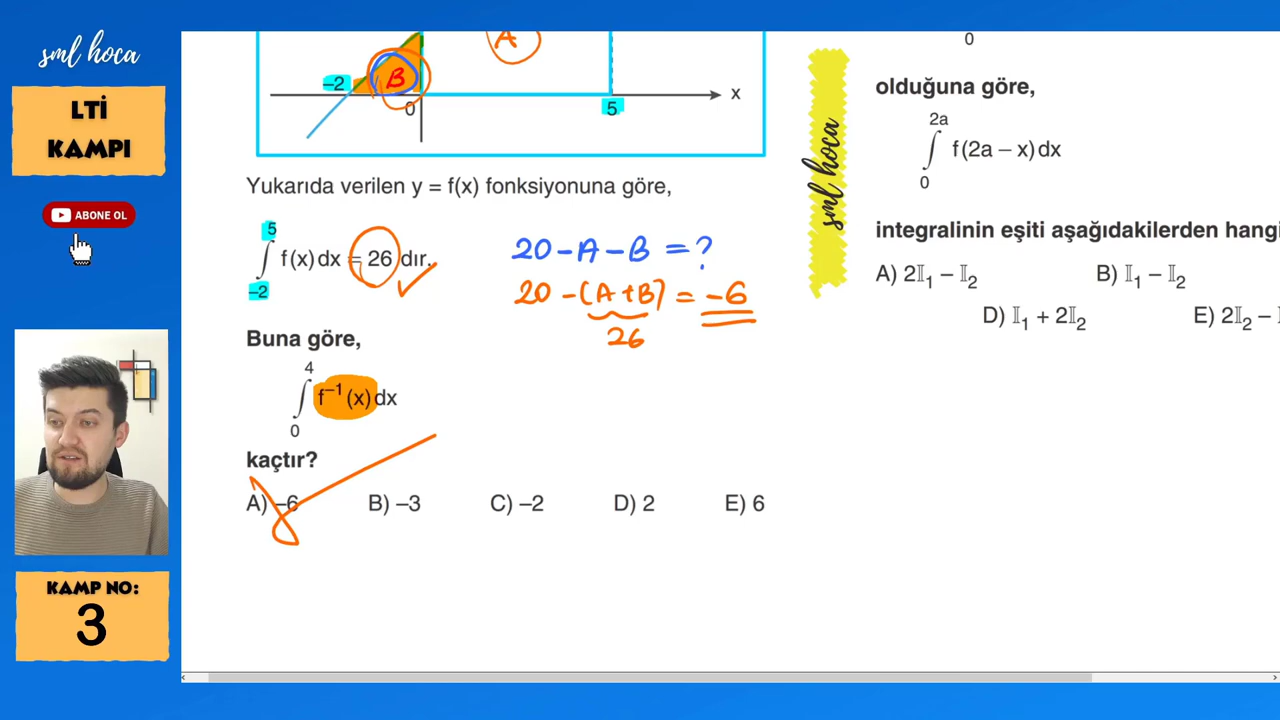 sml hoca
LTİ
KAMPI
ABONE OL
KAMP NO:
3
A
B
-2
0
5
x
Yukarıda verilen y = f(x) fonksiyonuna göre,
5
∫ f(x) dx = 26 dır.
-2
20 - A - B = ?
20 - (A + B) = -6
26
Buna göre,
4
∫ f⁻¹(x) dx
0
kaçtır?
A) –6 B) –3 C) –2 D) 2 E) 6
sml hoca
0
olduğuna göre,
2a
∫ f(2a – x) dx
0
integralinin eşiti aşağıdakilerden hangi
A) 2𝕀₁ – 𝕀₂ B) 𝕀₁ – 𝕀₂
D) 𝕀₁ + 2𝕀₂ E) 2𝕀₂ –